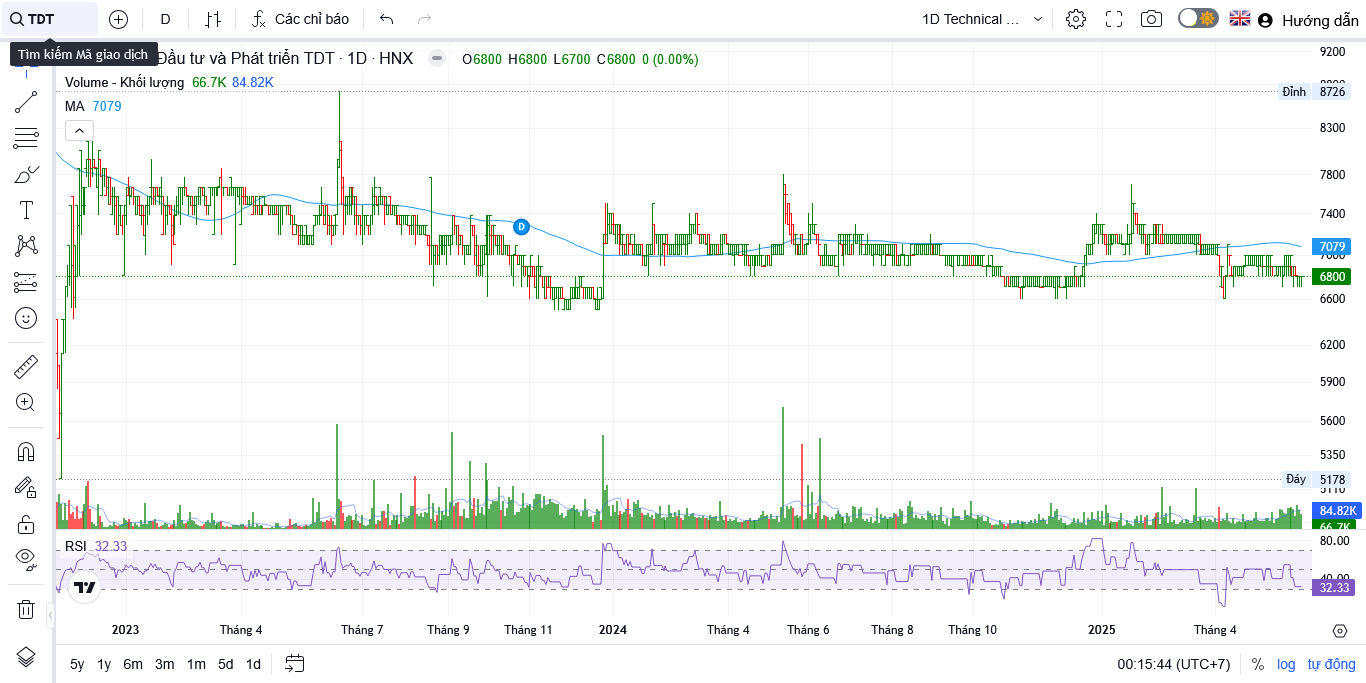 TDT
D
Các chỉ báo
1D Technical ...
Hướng dẫn
Tìm kiếm Mã giao dịch
Đầu tư và Phát triển TDT · 1D · HNX
O6800 H6800 L6700 C6800 0 (0.00%)
Volume - Khối lượng 66.7K 84.82K
MA 7079
D
9200
Đỉnh 8726
8300
7800
7400
7079
7000
6800
6600
6200
5900
5600
5350
Đáy 5178
5110
84.82K
66.7K
RSI 32.33
80.00
40.00
32.33
2023 Tháng 4 Tháng 7 Tháng 9 Tháng 11 2024 Tháng 4 Tháng 6 Tháng 8 Tháng 10 2025 Tháng 4
5y 1y 6m 3m 1m 5d 1d
00:15:44 (UTC+7) % log tự động